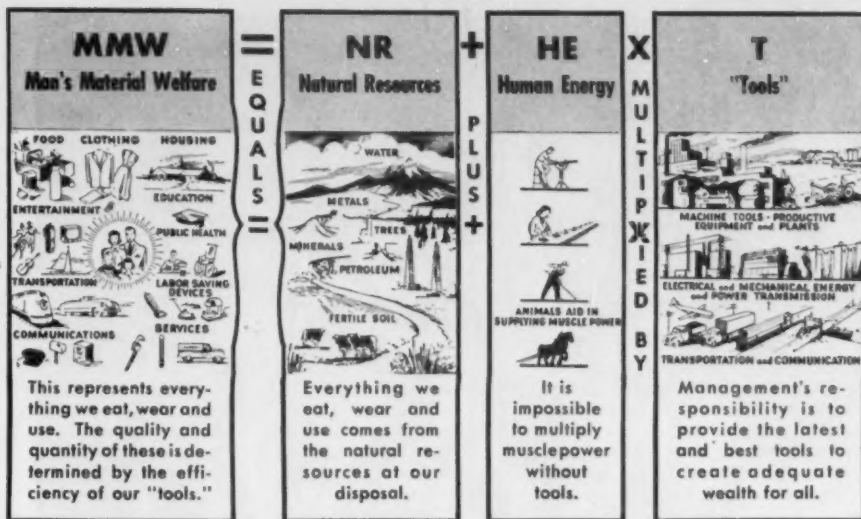 MMW
Man's Material Welfare
FOOD CLOTHING HOUSING
EDUCATION
ENTERTAINMENT
PUBLIC HEALTH
TRANSPORTATION
LABOR SAVING
DEVICES
COMMUNICATIONS
SERVICES
This represents every-
thing we eat, wear and
use. The quality and
quantity of these is de-
termined by the effi-
ciency of our "tools."
=
EQUALS
=
NR
Natural Resources
WATER
METALS
TREES
MINERALS
PETROLEUM
FERTILE SOIL
Everything we
eat, wear and
use comes from
the natural re-
sources at our
disposal.
+
PLUS
+
HE
Human Energy
ANIMALS AID IN
SUPPLYING MUSCLE POWER
It is
impossible
to multiply
musclepower
without
tools.
X
MULTIPXIED BY
T
"Tools"
MACHINE TOOLS - PRODUCTIVE
EQUIPMENT and PLANTS
ELECTRICAL and MECHANICAL ENERGY
and POWER TRANSMISSION
TRANSPORTATION and COMMUNICATION
Management's re-
sponsibility is to
provide the latest
and best tools to
create adequate
wealth for all.